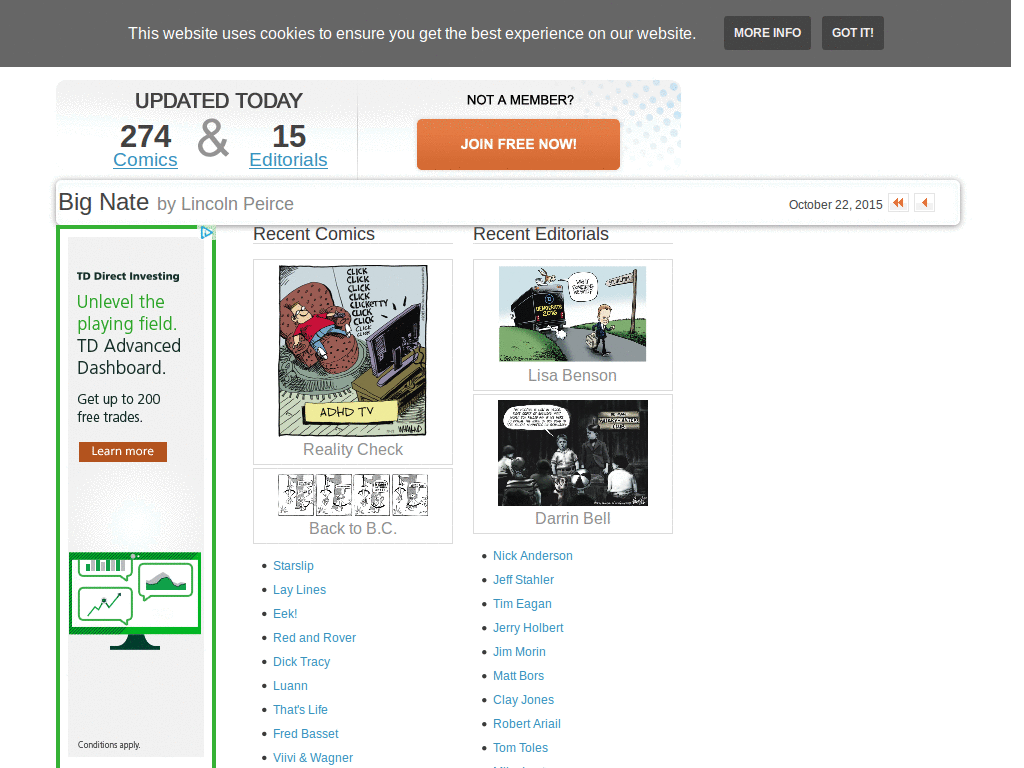 This website uses cookies to ensure you get the best experience on our website.
MORE INFO
GOT IT!
UPDATED TODAY
274 & 15
Comics Editorials
NOT A MEMBER?
JOIN FREE NOW!
Big Nate by Lincoln Peirce
October 22, 2015
TD Direct Investing
Unlevel the
playing field.
TD Advanced
Dashboard.
Get up to 200
free trades.
Learn more
Conditions apply.
Recent Comics
CLICK
CLICK
CLICK
CLICK
CLICKETTY
CLICK
CLICK
CLICK
ADHD TV
Reality Check
Back to B.C.
Starslip
Lay Lines
Eek!
Red and Rover
Dick Tracy
Luann
That's Life
Fred Basset
Viivi & Wagner
Recent Editorials
DEMOCRATS
2016
Lisa Benson
Darrin Bell
Nick Anderson
Jeff Stahler
Tim Eagan
Jerry Holbert
Jim Morin
Matt Bors
Clay Jones
Robert Ariail
Tom Toles